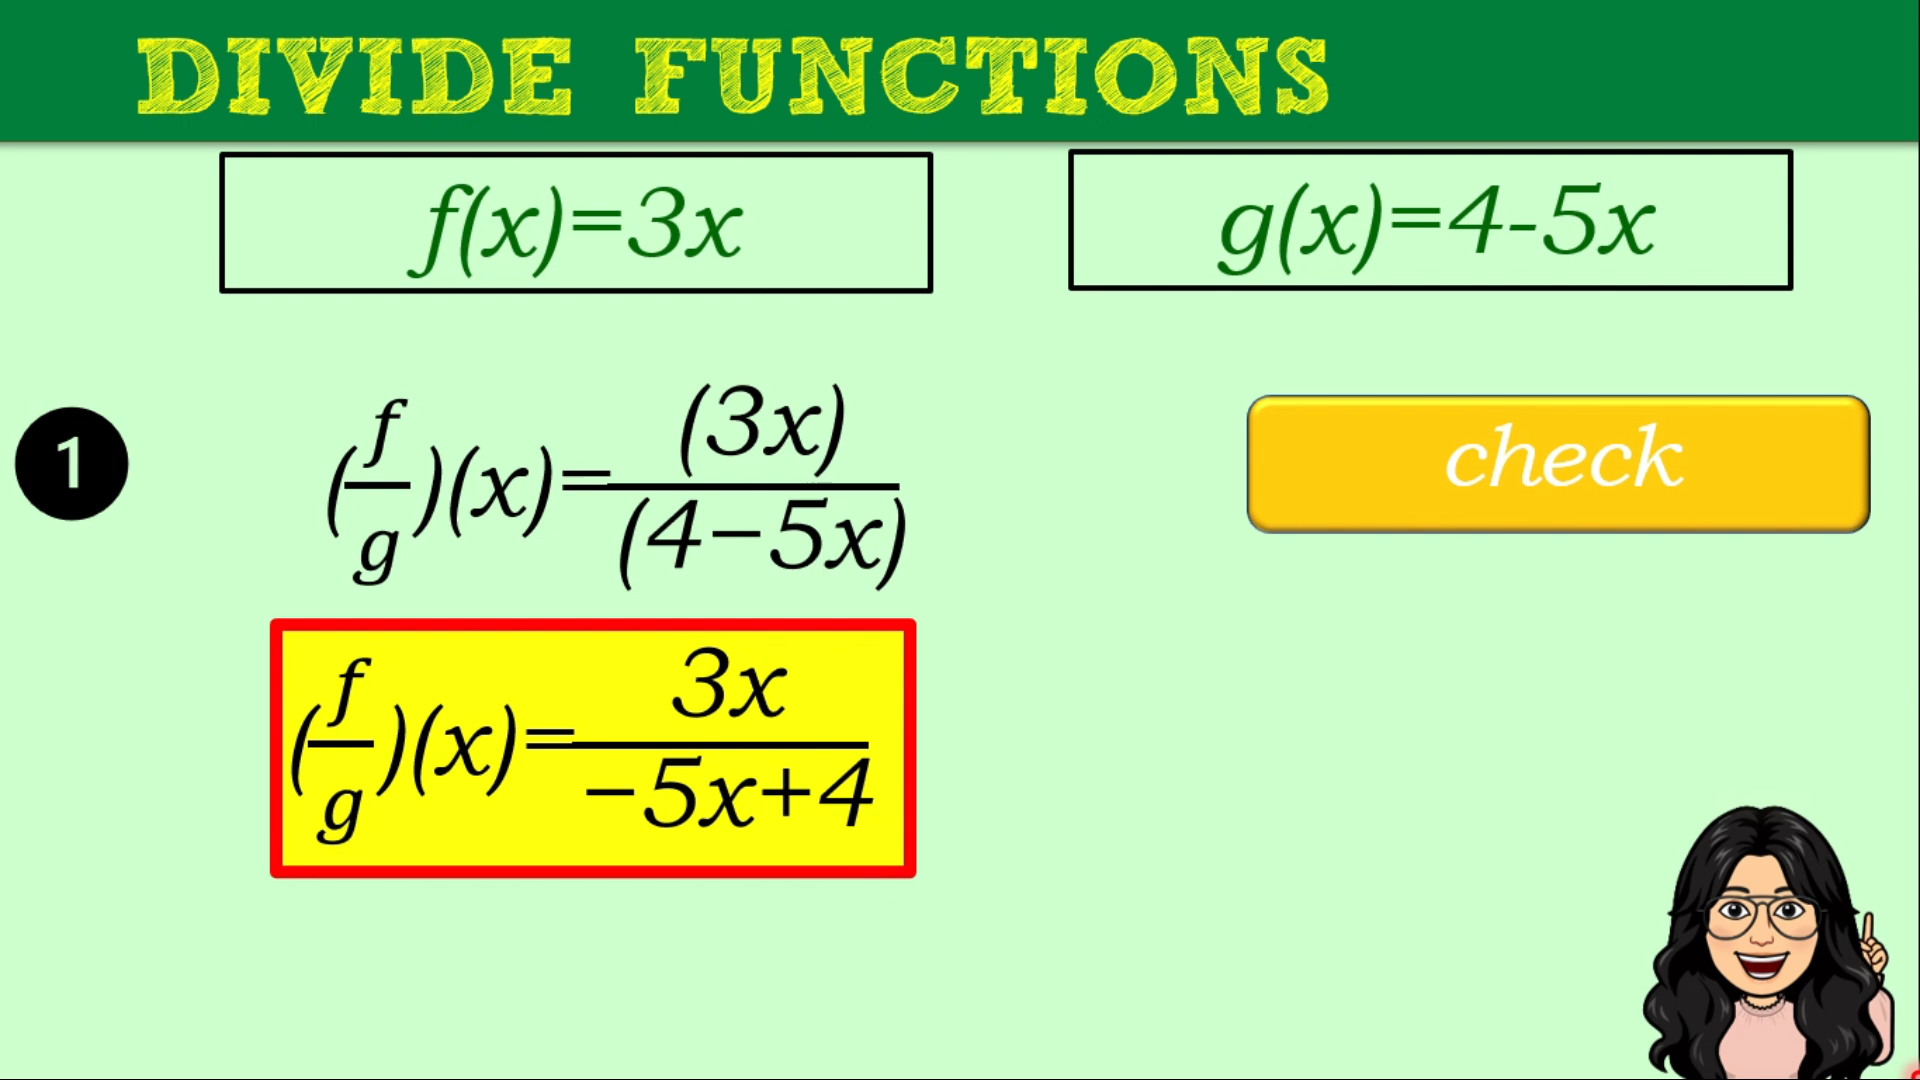 DIVIDE FUNCTIONS
f(x)=3x
g(x)=4-5x
1
(f/g)(x)=(3x)/(4−5x)
check
(f/g)(x)=3x/−5x+4